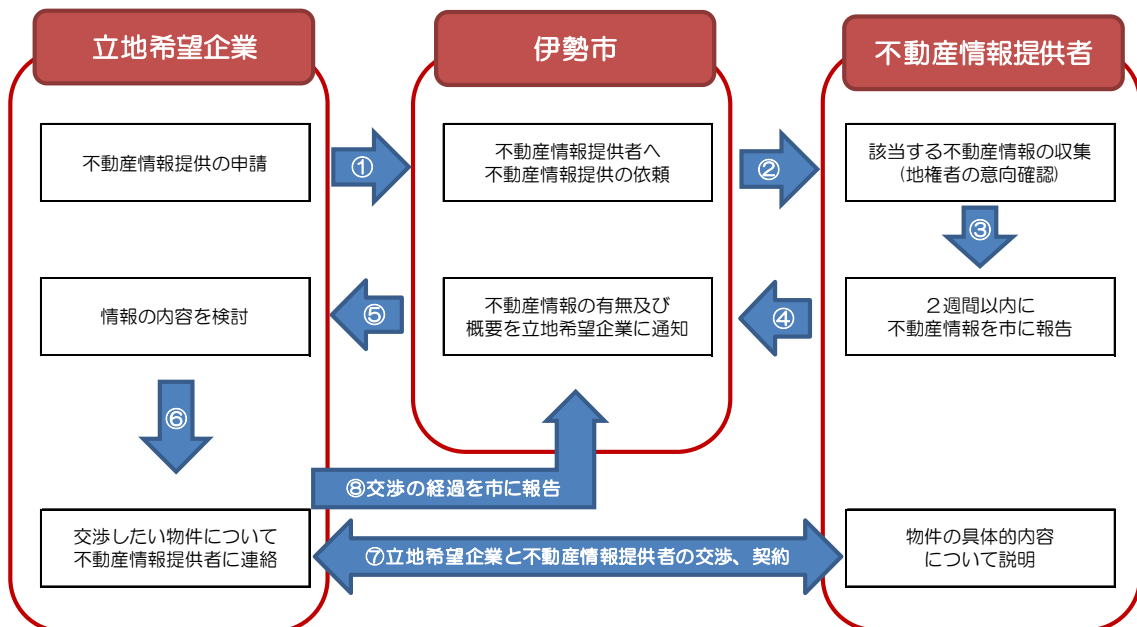 立地希望企業
伊勢市
不動産情報提供者
不動産情報提供の申請
①
不動産情報提供者へ
不動産情報提供の依頼
②
該当する不動産情報の収集
(地権者の意向確認)
③
２週間以内に
不動産情報を市に報告
④
不動産情報の有無及び
概要を立地希望企業に通知
⑤
情報の内容を検討
⑥
⑧交渉の経過を市に報告
交渉したい物件について
不動産情報提供者に連絡
⑦立地希望企業と不動産情報提供者の交渉、契約
物件の具体的内容
について説明